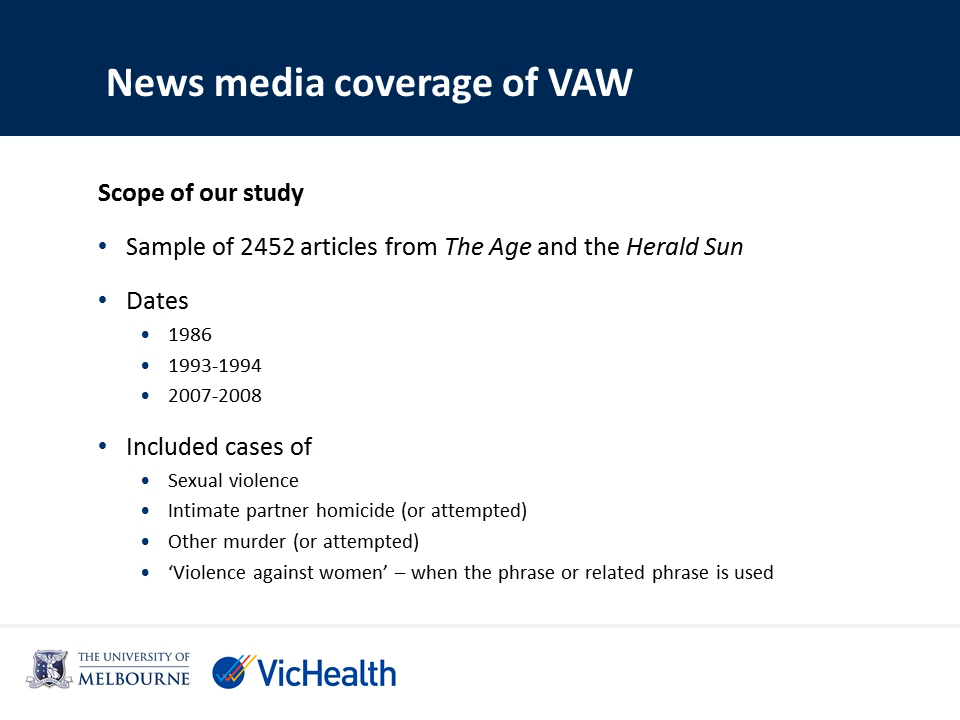 News media coverage of VAW
Scope of our study
• Sample of 2452 articles from The Age and the Herald Sun
• Dates
• 1986
• 1993-1994
• 2007-2008
• Included cases of
• Sexual violence
• Intimate partner homicide (or attempted)
• Other murder (or attempted)
• ‘Violence against women’ – when the phrase or related phrase is used
THE UNIVERSITY OF
MELBOURNE
VicHealth